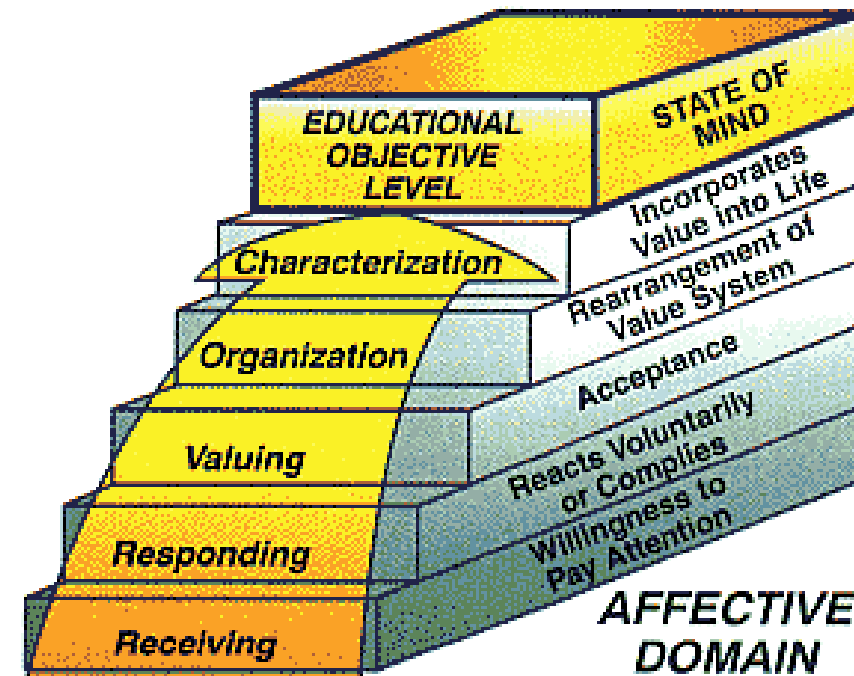 EDUCATIONAL
OBJECTIVE
LEVEL
STATE OF
MIND
Characterization
Incorporates
Value into Life
Organization
Rearrangement of
Value System
Valuing
Acceptance
Responding
Reacts Voluntarily
or Complies
Receiving
Willingness to
Pay Attention
AFFECTIVE
DOMAIN